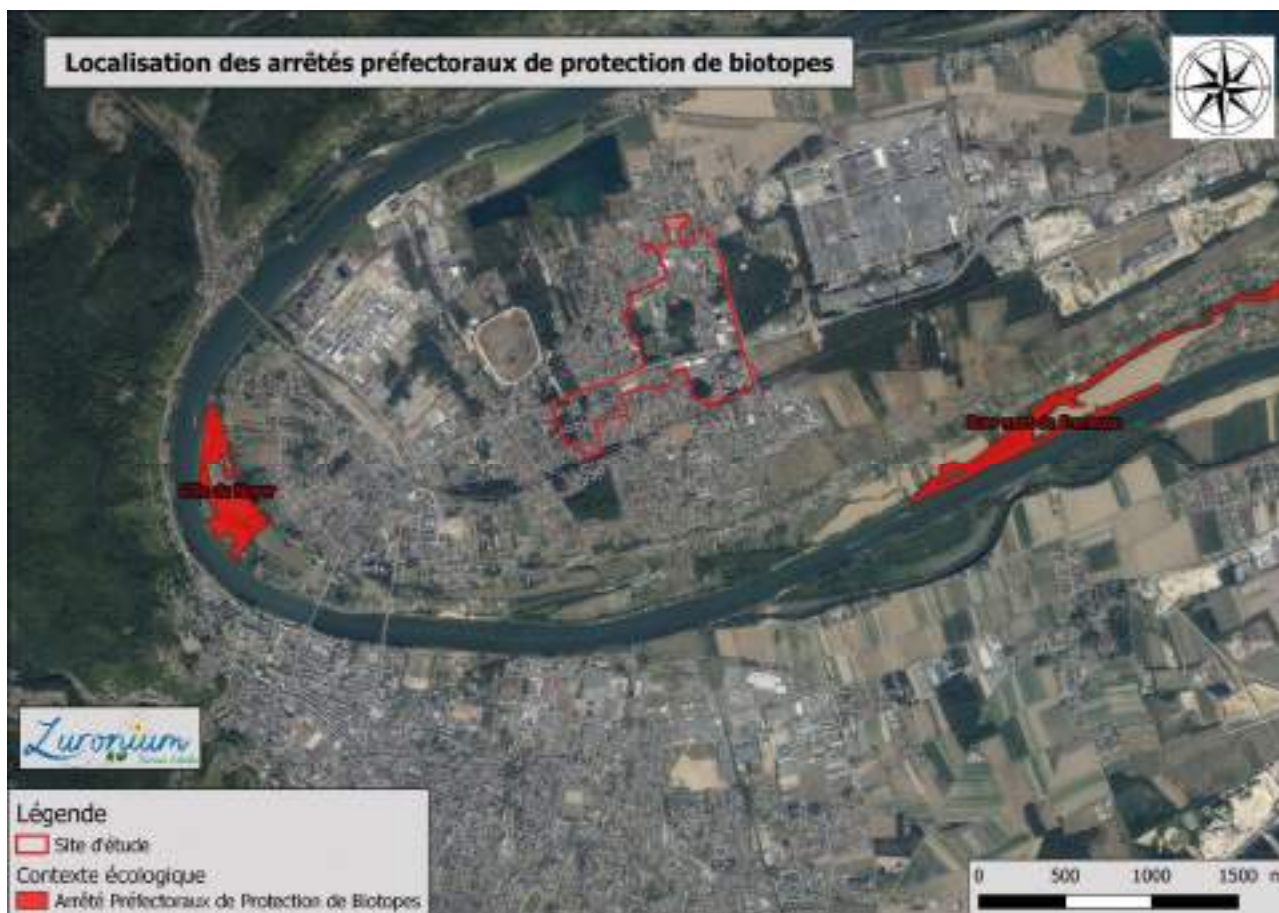 Localisation des arrêtés préfectoraux de protection de biotopes
Zuronium
Légende
Site d'étude
Contexte écologique
Arrêté Préfectoraux de Protection de Biotopes
0 500 1000 1500 m